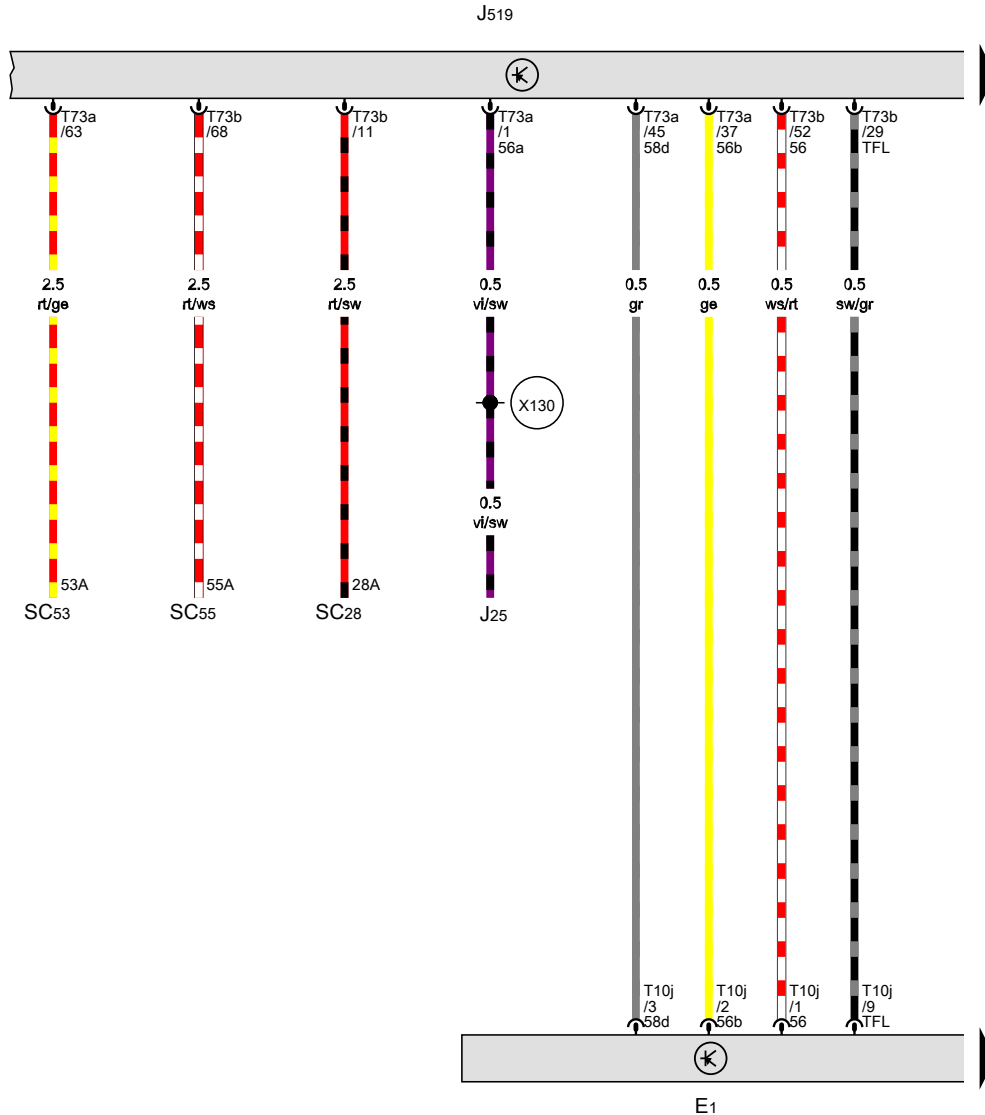 J519
T73a
/63
T73b
/68
T73b
/11
T73a
/1
56a
T73a
/45
58d
T73a
/37
56b
T73b
/52
56
T73b
/29
TFL
2.5
rt/ge
2.5
rt/ws
2.5
rt/sw
0.5
vi/sw
0.5
gr
0.5
ge
0.5
ws/rt
0.5
sw/gr
X130
0.5
vi/sw
53A
SC53
55A
SC55
28A
SC28
J25
T10j
/3
58d
T10j
/2
56b
T10j
/1
56
T10j
/9
TFL
E1